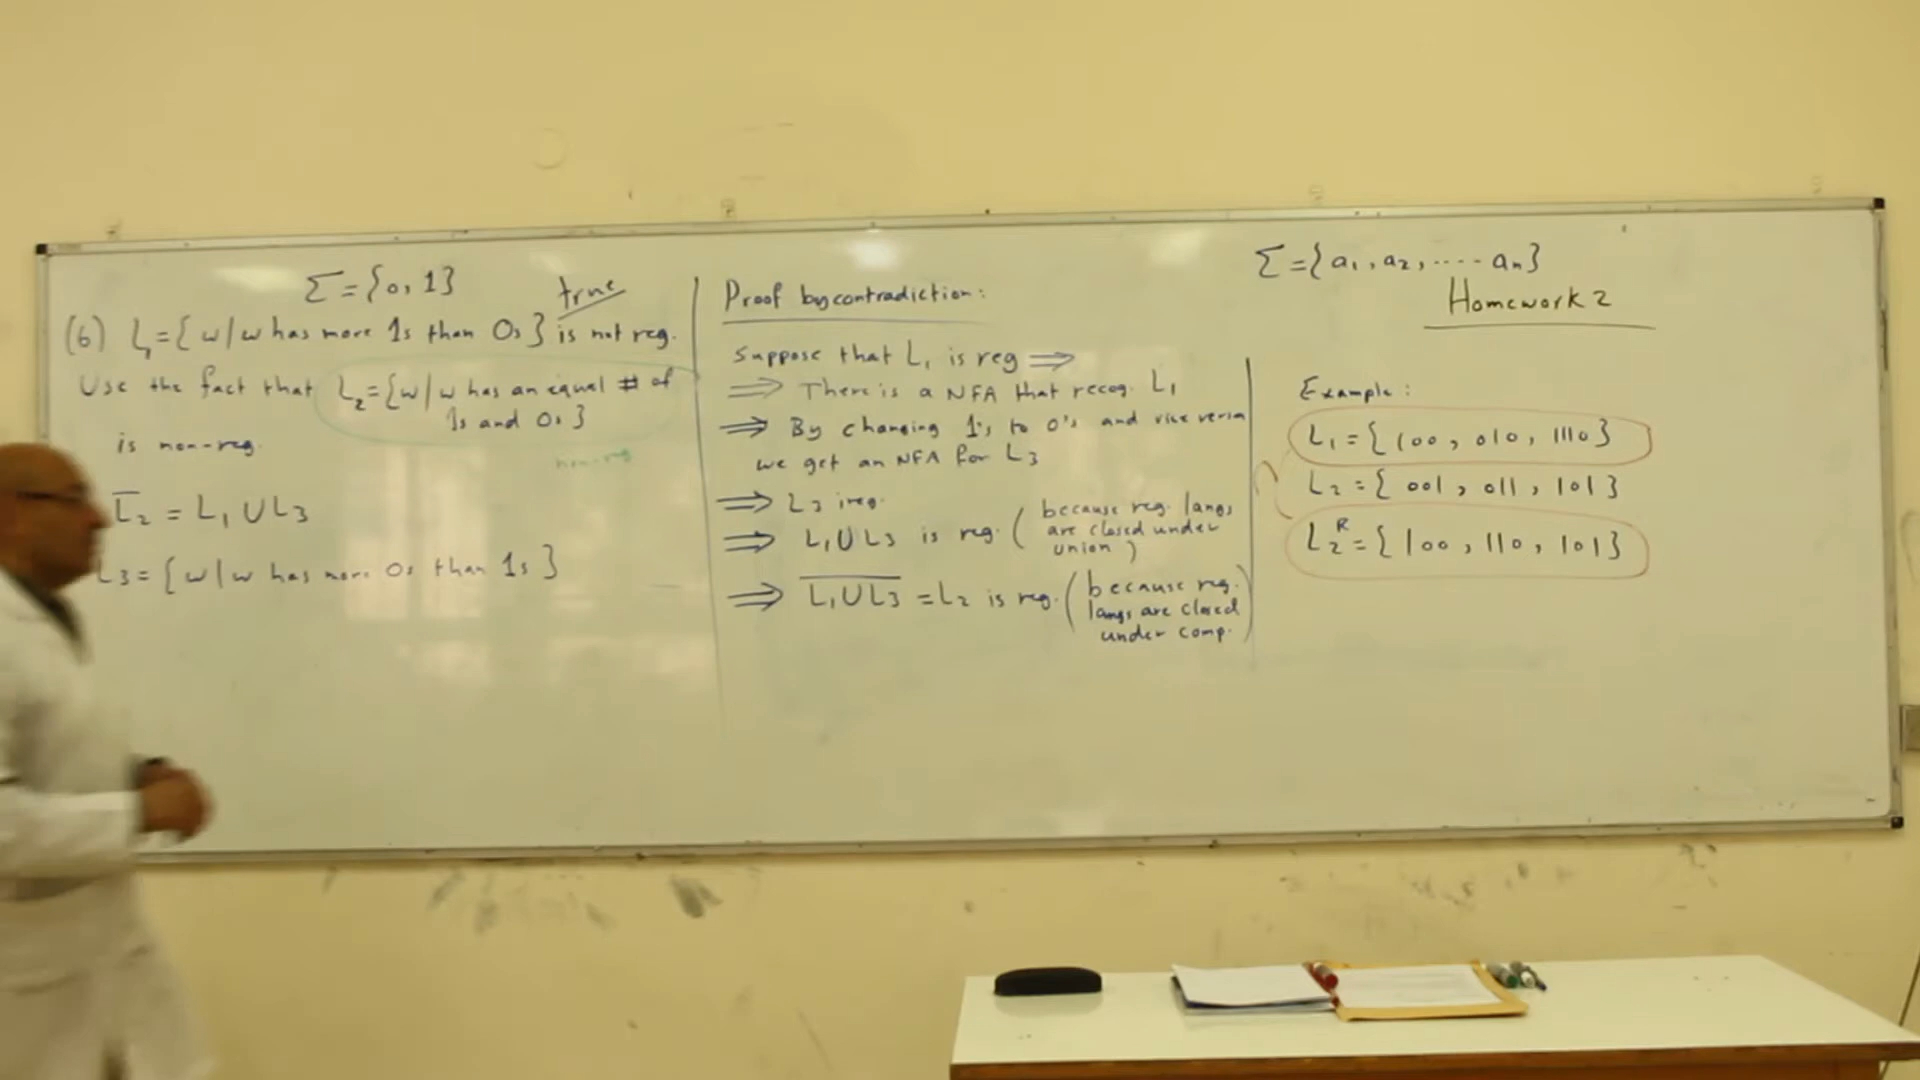 Σ = {0, 1}
true
(6) L₁ = { w | w has more 1s than 0s } is not reg.
Use the fact that L₂ = { w | w has an equal # of
1s and 0s }
is non-reg.
non-reg
L̅₂ = L₁ ∪ L₃
L₃ = { w | w has more 0s than 1s }
Proof by contradiction:
suppose that L₁ is reg ⟹
⟹ There is a NFA that recog. L₁
⟹ By changing 1's to 0's and vice versa
we get an NFA for L₃
⟹ L₃ is reg.
⟹ L₁ ∪ L₃ is reg. ( because reg. langs
are closed under
union )
⟹ \overline{L₁ ∪ L₃} = L₂ is reg. ( because reg.
langs are closed
under comp. )
Σ = { a₁, a₂, ..... aₙ }
Homework 2
Example:
L₁ = { 100, 010, 1110 }
L₂ = { 001, 011, 101 }
L₂ᴿ = { 100, 110, 101 }